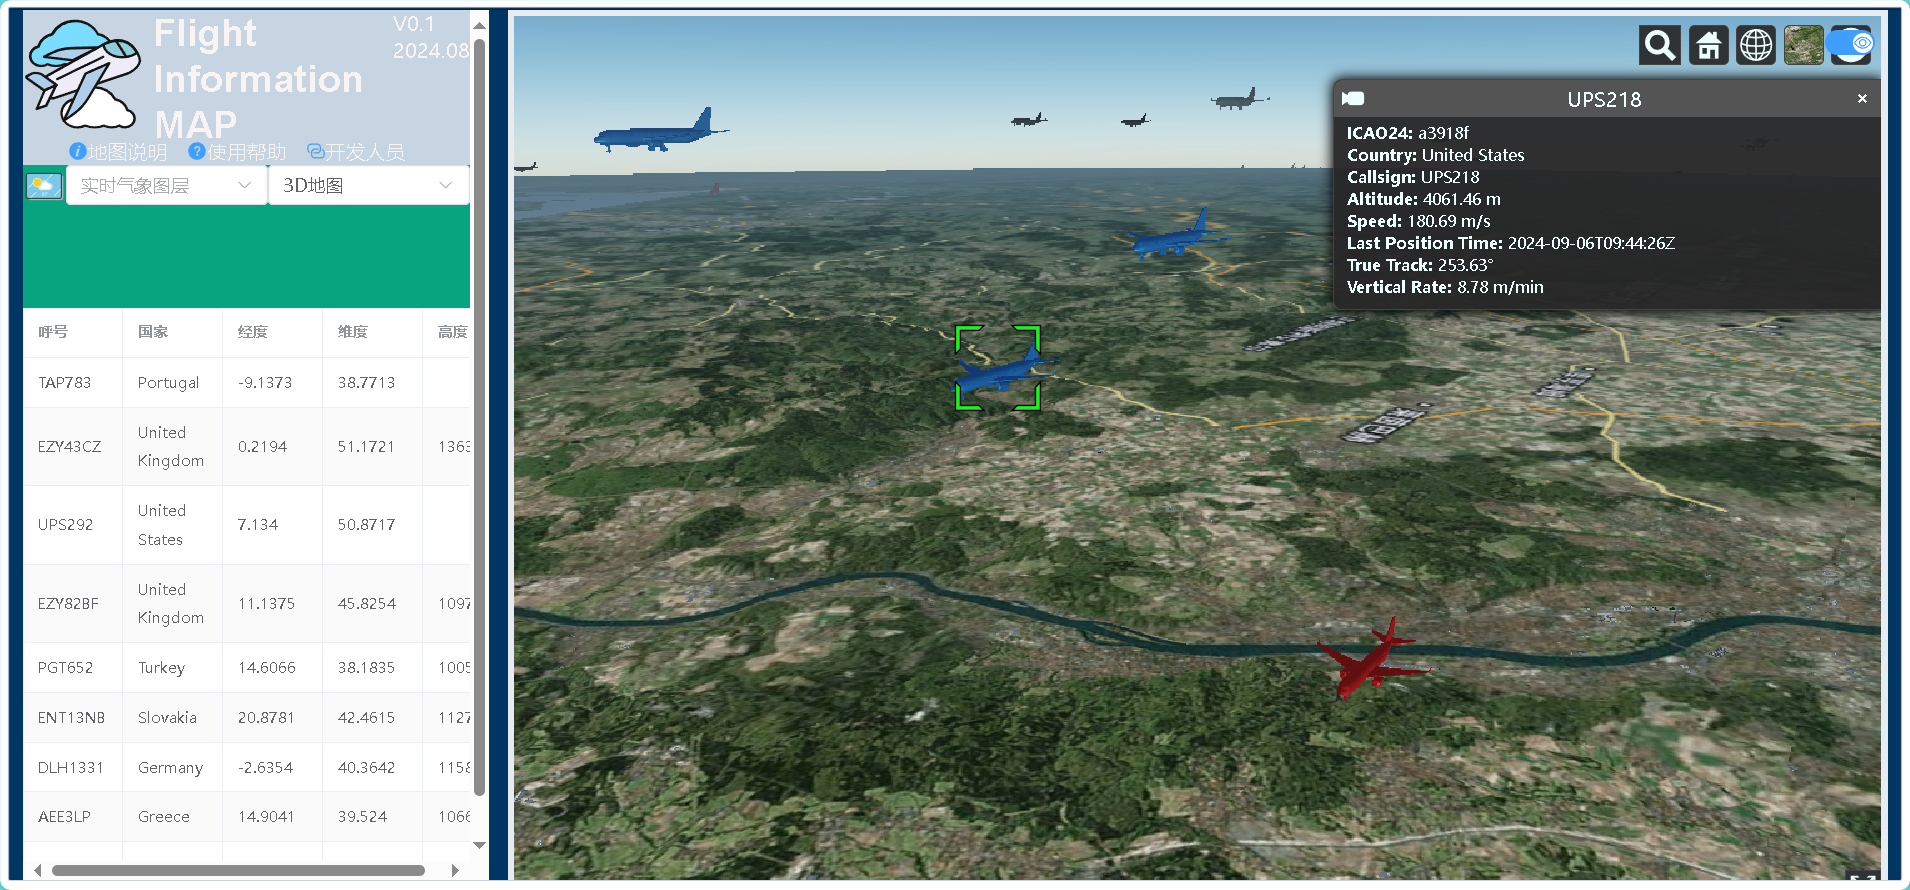 Flight
Information
MAP
V0.1
2024.08
地图说明
使用帮助
开发人员
实时气象图层
3D地图
呼号 国家 经度 维度 高度
TAP783 Portugal -9.1373 38.7713
EZY43CZ United Kingdom 0.2194 51.1721 1363
UPS292 United States 7.134 50.8717
EZY82BF United Kingdom 11.1375 45.8254 1097
PGT652 Turkey 14.6066 38.1835 1005
ENT13NB Slovakia 20.8781 42.4615 1127
DLH1331 Germany -2.6354 40.3642 1158
AEE3LP Greece 14.9041 39.524 1066
UPS218
ICAO24: a3918f
Country: United States
Callsign: UPS218
Altitude: 4061.46 m
Speed: 180.69 m/s
Last Position Time: 2024-09-06T09:44:26Z
True Track: 253.63°
Vertical Rate: 8.78 m/min